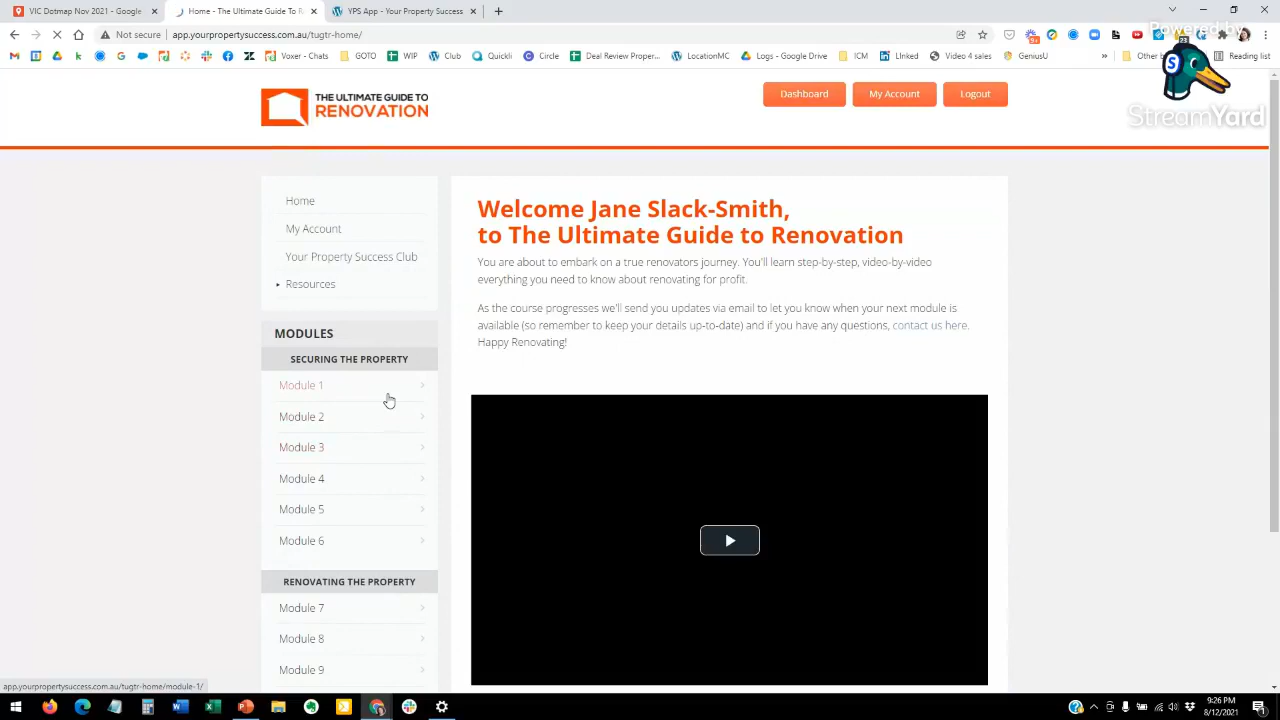 VIC Dotmap Nov 2021 - Google
Home - The Ultimate Guide To R
YPS App - Your Property Success
Not secure
app.yourpropertysuccess.com.au/tugtr-home/
Voxer - Chats
GOTO
WIP
Club
Quickli
Circle
Deal Review Proper...
LocationMC
Logs - Google Drive
ICM
LInked
Video 4 sales
GeniusU
Other b
Reading list
Powered by
StreamYard
THE ULTIMATE GUIDE TO
RENOVATION
Dashboard
My Account
Logout
Home
My Account
Your Property Success Club
Resources
MODULES
SECURING THE PROPERTY
Module 1
Module 2
Module 3
Module 4
Module 5
Module 6
RENOVATING THE PROPERTY
Module 7
Module 8
Module 9
Welcome Jane Slack-Smith,
to The Ultimate Guide to Renovation
You are about to embark on a true renovators journey. You'll learn step-by-step, video-by-video
everything you need to know about renovating for profit.
As the course progresses we'll send you updates via email to let you know when your next module is
available (so remember to keep your details up-to-date) and if you have any questions, contact us here.
Happy Renovating!
app.yourpropertysuccess.com.au/tugtr-home/module-1/
9:26 PM
8/12/2021